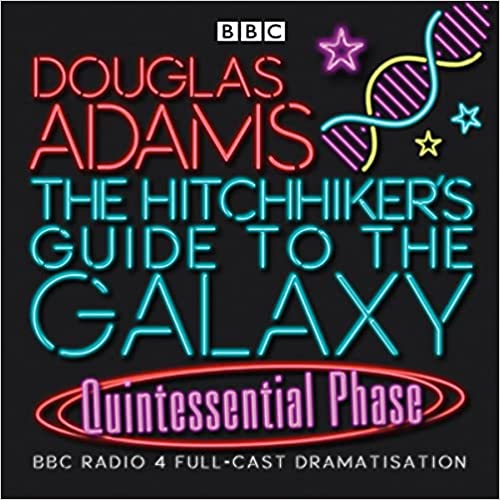 BBC
DOUGLAS
ADAMS
THE HITCHHIKER'S
GUIDE TO THE
GALAXY
Quintessential Phase
BBC RADIO 4 FULL-CAST DRAMATISATION